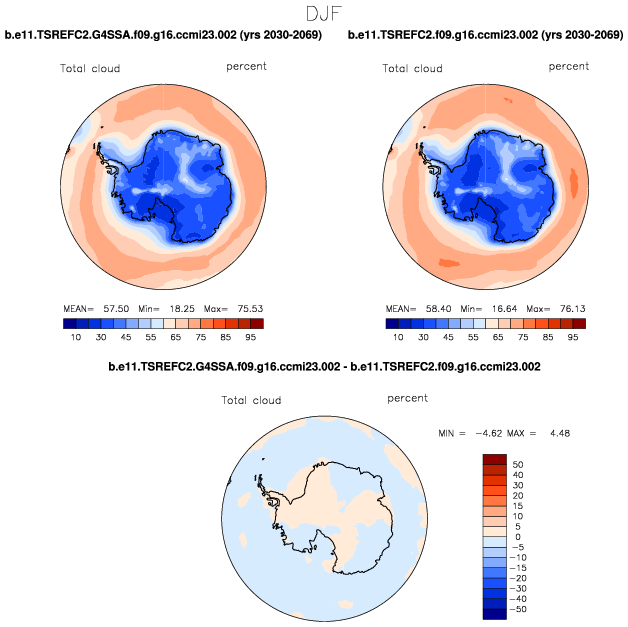 DJF
b.e11.TSREFC2.G4SSA.f09.g16.ccmi23.002 (yrs 2030-2069)
b.e11.TSREFC2.f09.g16.ccmi23.002 (yrs 2030-2069)
Total cloud percent
Total cloud percent
MEAN= 57.50 Min= 18.25 Max= 75.53
MEAN= 58.40 Min= 16.64 Max= 76.13
10 30 45 55 65 75 85 95
10 30 45 55 65 75 85 95
b.e11.TSREFC2.G4SSA.f09.g16.ccmi23.002 - b.e11.TSREFC2.f09.g16.ccmi23.002
Total cloud percent
MIN = -4.62 MAX = 4.48
50
40
30
20
15
10
5
0
-5
-10
-15
-20
-30
-40
-50